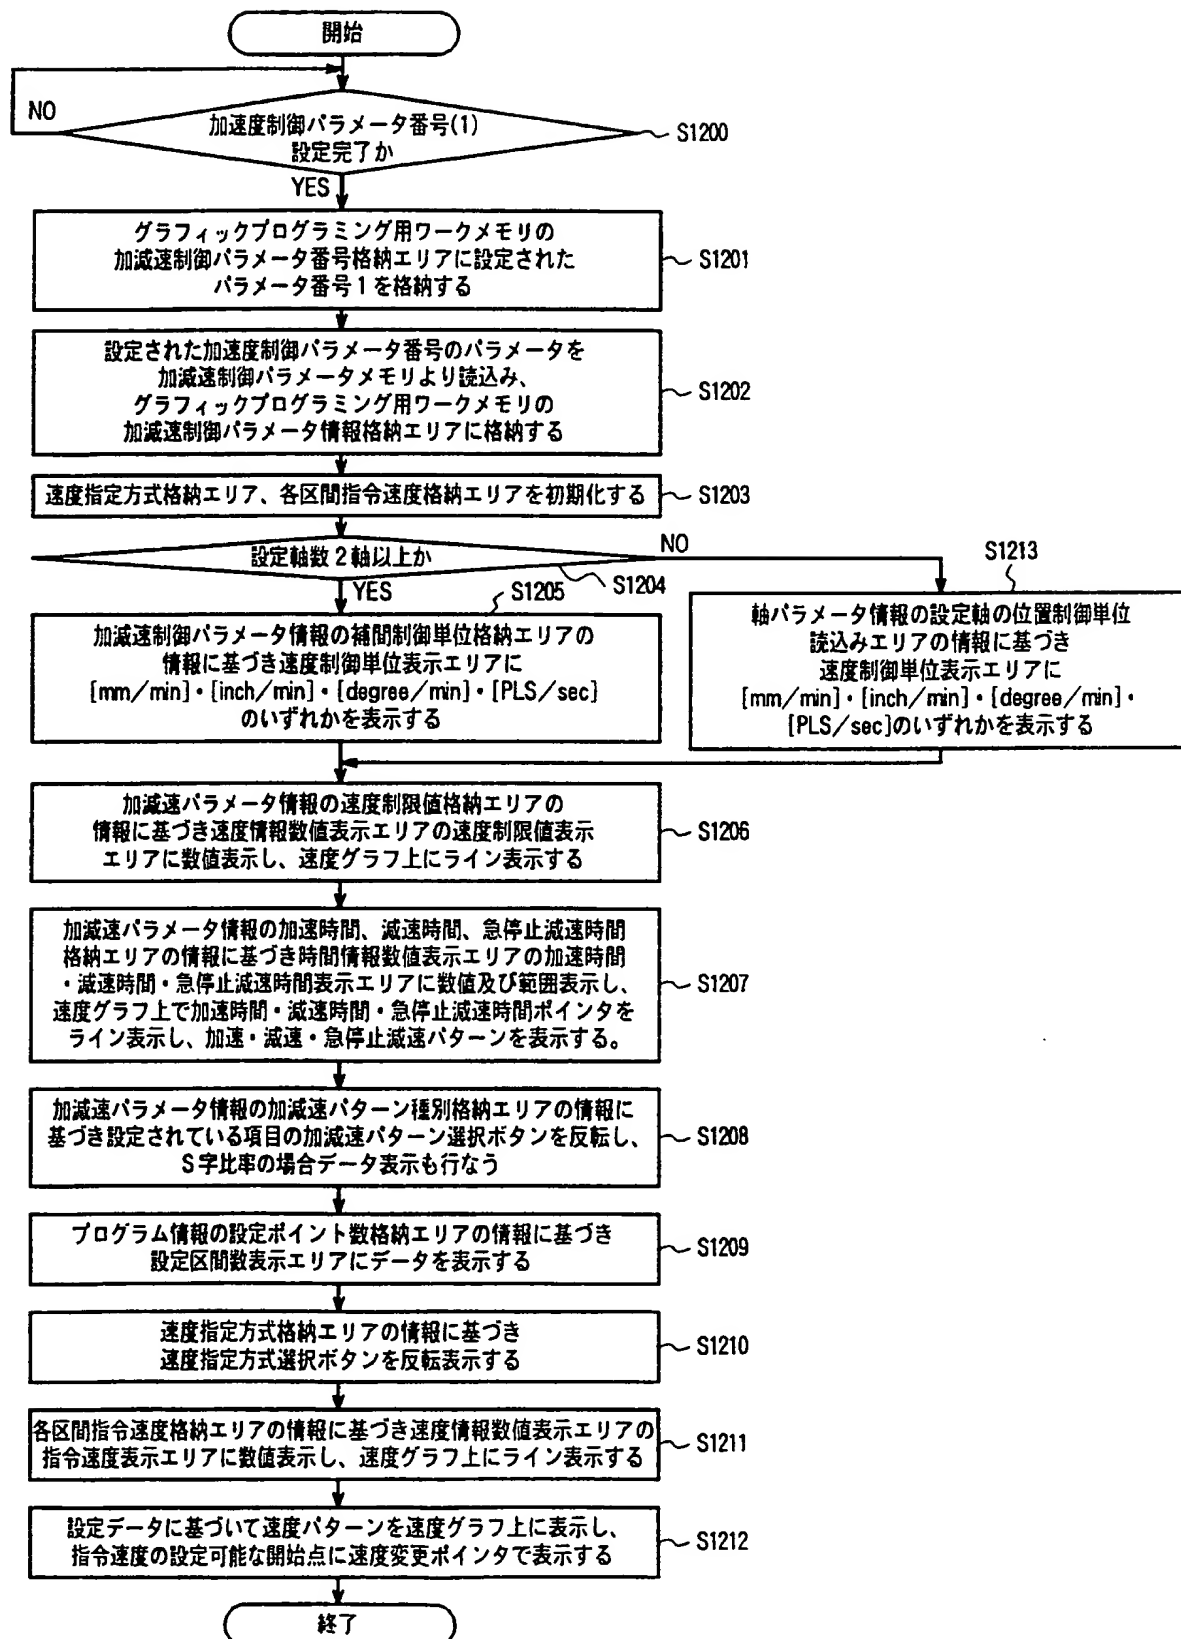 開始
NO
加速度制御パラメータ番号(1)
設定完了か
S1200
YES
グラフィックプログラミング用ワークメモリの
加減速制御パラメータ番号格納エリアに設定された
パラメータ番号1を格納する
S1201
設定された加速度制御パラメータ番号のパラメータを
加減速制御パラメータメモリより読込み、
グラフィックプログラミング用ワークメモリの
加減速制御パラメータ情報格納エリアに格納する
S1202
速度指定方式格納エリア、各区間指令速度格納エリアを初期化する
S1203
設定軸数2軸以上か
NO
S1204
YES
S1205
加減速制御パラメータ情報の補間制御単位格納エリアの
情報に基づき速度制御単位表示エリアに
[mm/min]・[inch/min]・[degree/min]・[PLS/sec]
のいずれかを表示する
S1213
軸パラメータ情報の設定軸の位置制御単位
読込みエリアの情報に基づき
速度制御単位表示エリアに
[mm/min]・[inch/min]・[degree/min]・
[PLS/sec]のいずれかを表示する
加減速パラメータ情報の速度制限値格納エリアの
情報に基づき速度情報数値表示エリアの速度制限値表示
エリアに数値表示し、速度グラフ上にライン表示する
S1206
加減速パラメータ情報の加速時間、減速時間、急停止減速時間
格納エリアの情報に基づき時間情報数値表示エリアの加速時間
・減速時間・急停止減速時間表示エリアに数値及び範囲表示し、
速度グラフ上で加速時間・減速時間・急停止減速時間ポインタを
ライン表示し、加速・減速・急停止減速パターンを表示する。
S1207
加減速パラメータ情報の加減速パターン種別格納エリアの情報に
基づき設定されている項目の加減速パターン選択ボタンを反転し、
S字比率の場合データ表示も行なう
S1208
プログラム情報の設定ポイント数格納エリアの情報に基づき
設定区間数表示エリアにデータを表示する
S1209
速度指定方式格納エリアの情報に基づき
速度指定方式選択ボタンを反転表示する
S1210
各区間指令速度格納エリアの情報に基づき速度情報数値表示エリアの
指令速度表示エリアに数値表示し、速度グラフ上にライン表示する
S1211
設定データに基づいて速度パターンを速度グラフ上に表示し、
指令速度の設定可能な開始点に速度変更ポインタで表示する
S1212
終了